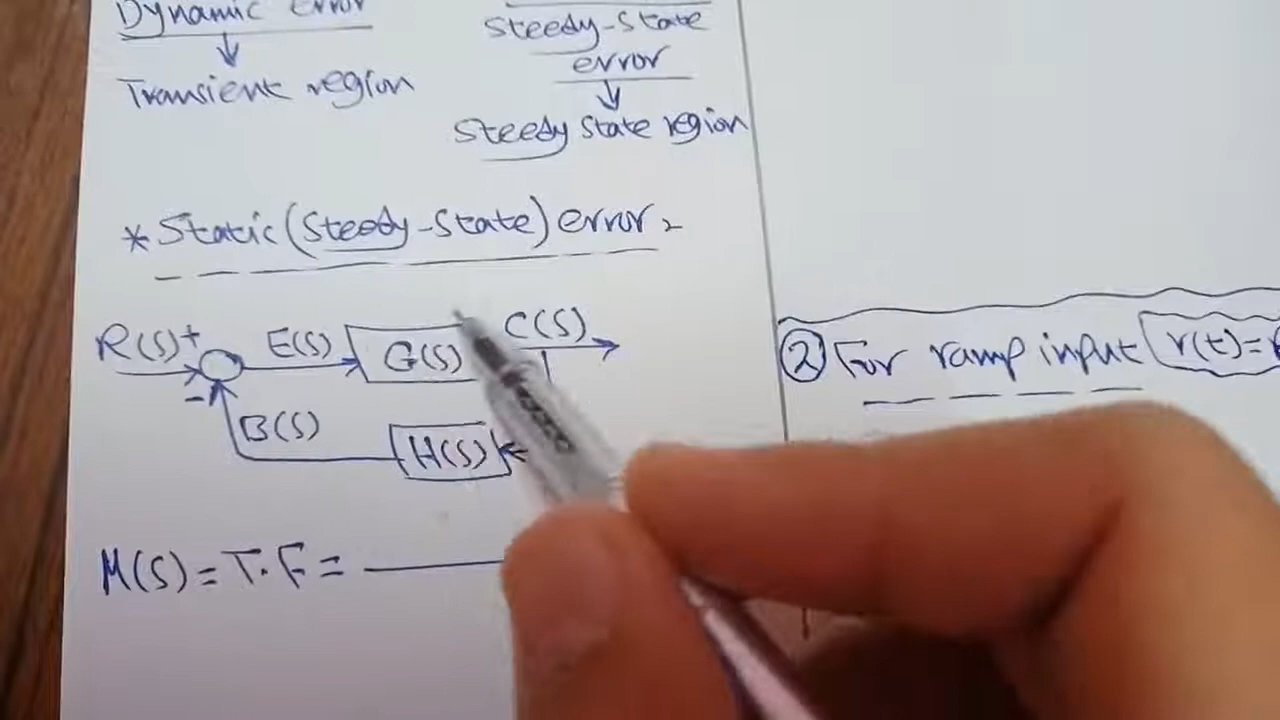 Dynamic error
Transient region
Steady-State
error
Steady state region
* Static (Steady-State) error
R(S) + E(S) G(S) C(S)
- B(S) H(S)
M(S) = T.F =
② For ramp input r(t)=